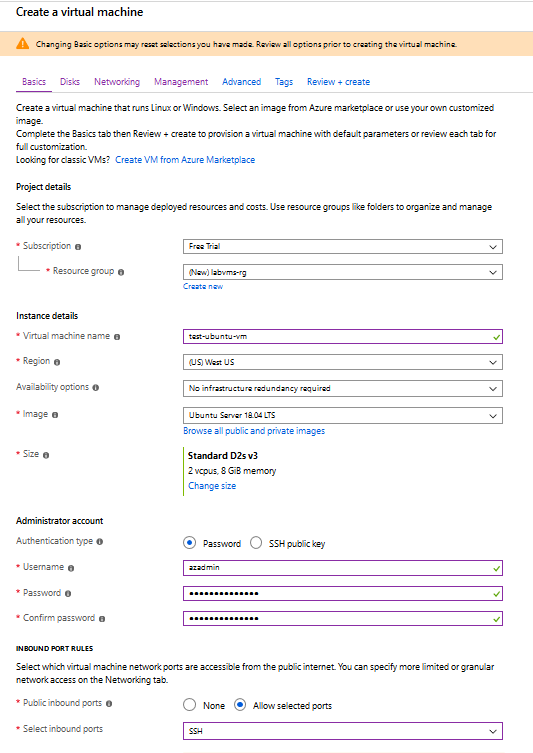 Create a virtual machine
Changing Basic options may reset selections you have made. Review all options prior to creating the virtual machine.
Basics Disks Networking Management Advanced Tags Review + create
Create a virtual machine that runs Linux or Windows. Select an image from Azure marketplace or use your own customized
image.
Complete the Basics tab then Review + create to provision a virtual machine with default parameters or review each tab for
full customization.
Looking for classic VMs? Create VM from Azure Marketplace
Project details
Select the subscription to manage deployed resources and costs. Use resource groups like folders to organize and manage
all your resources.
* Subscription Free Trial
* Resource group (New) labvms-rg
Create new
Instance details
* Virtual machine name test-ubuntu-vm
* Region (US) West US
Availability options No infrastructure redundancy required
* Image Ubuntu Server 18.04 LTS
Browse all public and private images
* Size Standard D2s v3
2 vcpus, 8 GiB memory
Change size
Administrator account
Authentication type Password SSH public key
* Username azadmin
* Password ••••••••••••••
* Confirm password ••••••••••••••
INBOUND PORT RULES
Select which virtual machine network ports are accessible from the public internet. You can specify more limited or granular
network access on the Networking tab.
* Public inbound ports None Allow selected ports
* Select inbound ports SSH